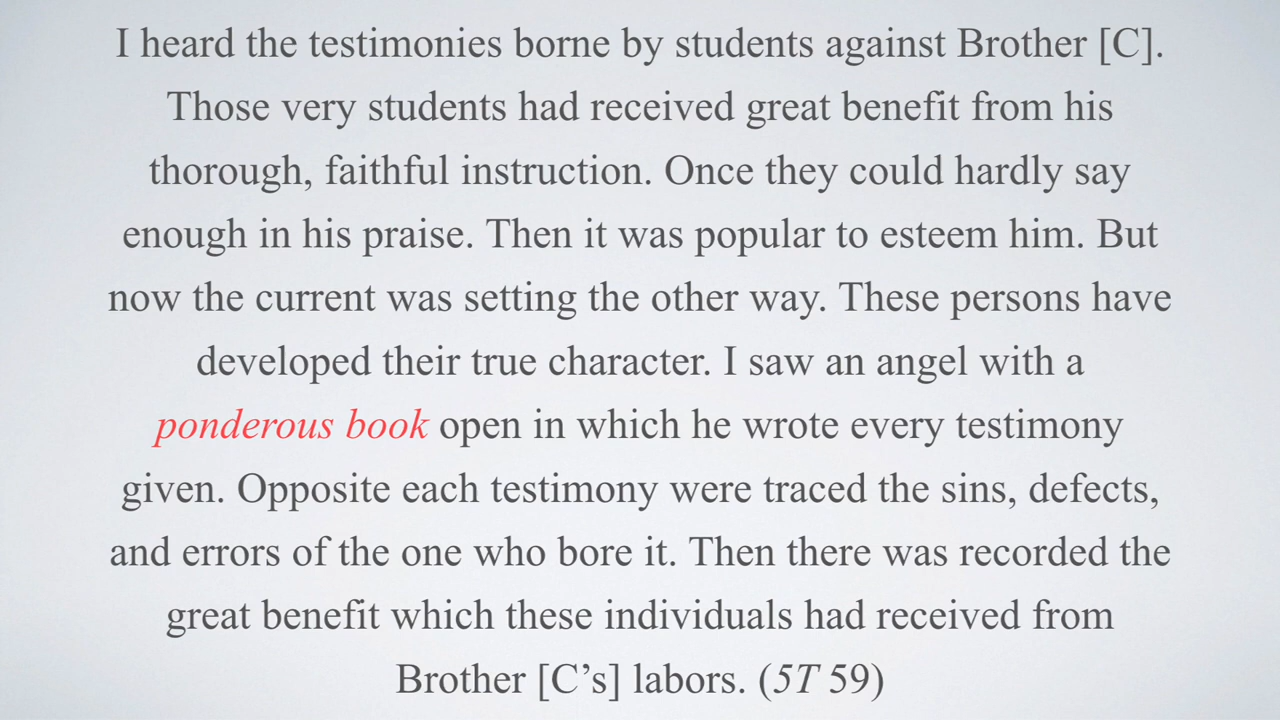 I heard the testimonies borne by students against Brother [C].
Those very students had received great benefit from his
thorough, faithful instruction. Once they could hardly say
enough in his praise. Then it was popular to esteem him. But
now the current was setting the other way. These persons have
developed their true character. I saw an angel with a
ponderous book open in which he wrote every testimony
given. Opposite each testimony were traced the sins, defects,
and errors of the one who bore it. Then there was recorded the
great benefit which these individuals had received from
Brother [C’s] labors. (5T 59)